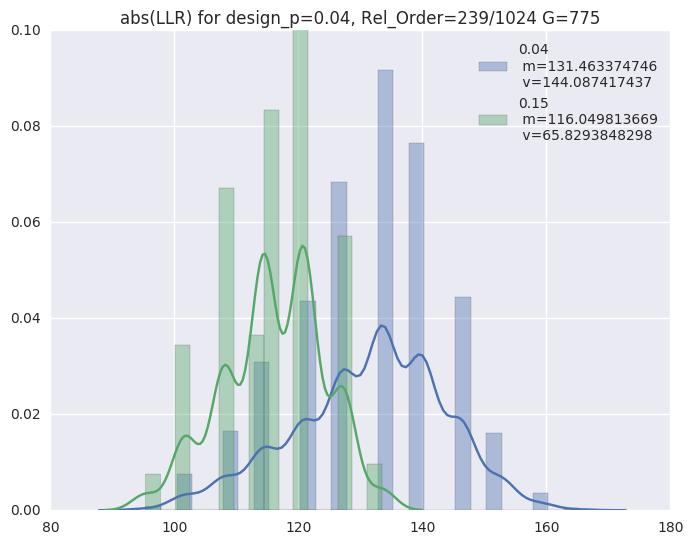 abs(LLR) for design_p=0.04, Rel_Order=239/1024 G=775
0.10
0.08
0.06
0.04
0.02
0.00
0.04
m=131.463374746
v=144.087417437
0.15
m=116.049813669
v=65.8293848298
80
100
120
140
160
180